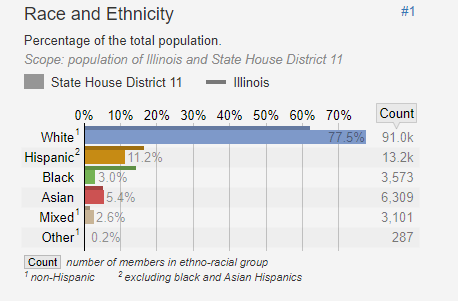 Race and Ethnicity #1
Percentage of the total population.
Scope: population of Illinois and State House District 11
State House District 11 Illinois
0% 10% 20% 30% 40% 50% 60% 70% Count
White¹ 77.5% 91.0k
Hispanic² 11.2% 13.2k
Black 3.0% 3,573
Asian 5.4% 6,309
Mixed¹ 2.6% 3,101
Other¹ 0.2% 287
Count number of members in ethno-racial group
¹ non-Hispanic ² excluding black and Asian Hispanics